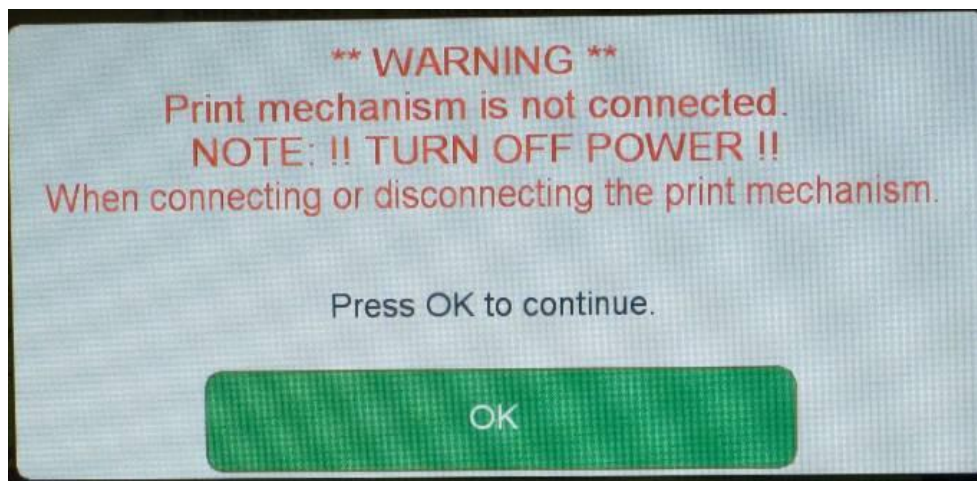 ** WARNING **
Print mechanism is not connected.
NOTE: !! TURN OFF POWER !!
When connecting or disconnecting the print mechanism.
Press OK to continue.
OK